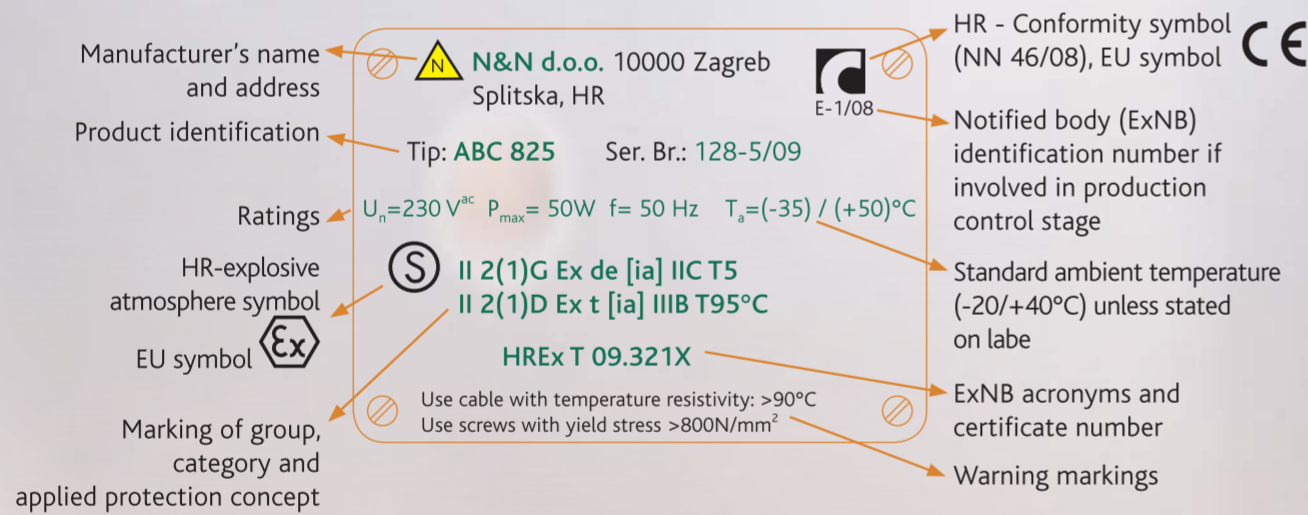 Manufacturer's name
and address
Product identification
Ratings
HR-explosive
atmosphere symbol
EU symbol Ex
Marking of group,
category and
applied protection concept
N
N&N d.o.o. 10000 Zagreb
Splitska, HR
E-1/08
Tip: ABC 825 Ser. Br.: 128-5/09
Uₙ=230 Vᵃᶜ Pₘₐₓ= 50W f= 50 Hz Tₐ=(-35) / (+50)°C
S
II 2(1)G Ex de [ia] IIC T5
II 2(1)D Ex t [ia] IIIB T95°C
HREx T 09.321X
Use cable with temperature resistivity: >90°C
Use screws with yield stress >800N/mm²
HR - Conformity symbol
(NN 46/08), EU symbol CE
Notified body (ExNB)
identification number if
involved in production
control stage
Standard ambient temperature
(-20/+40°C) unless stated
on labe
ExNB acronyms and
certificate number
Warning markings